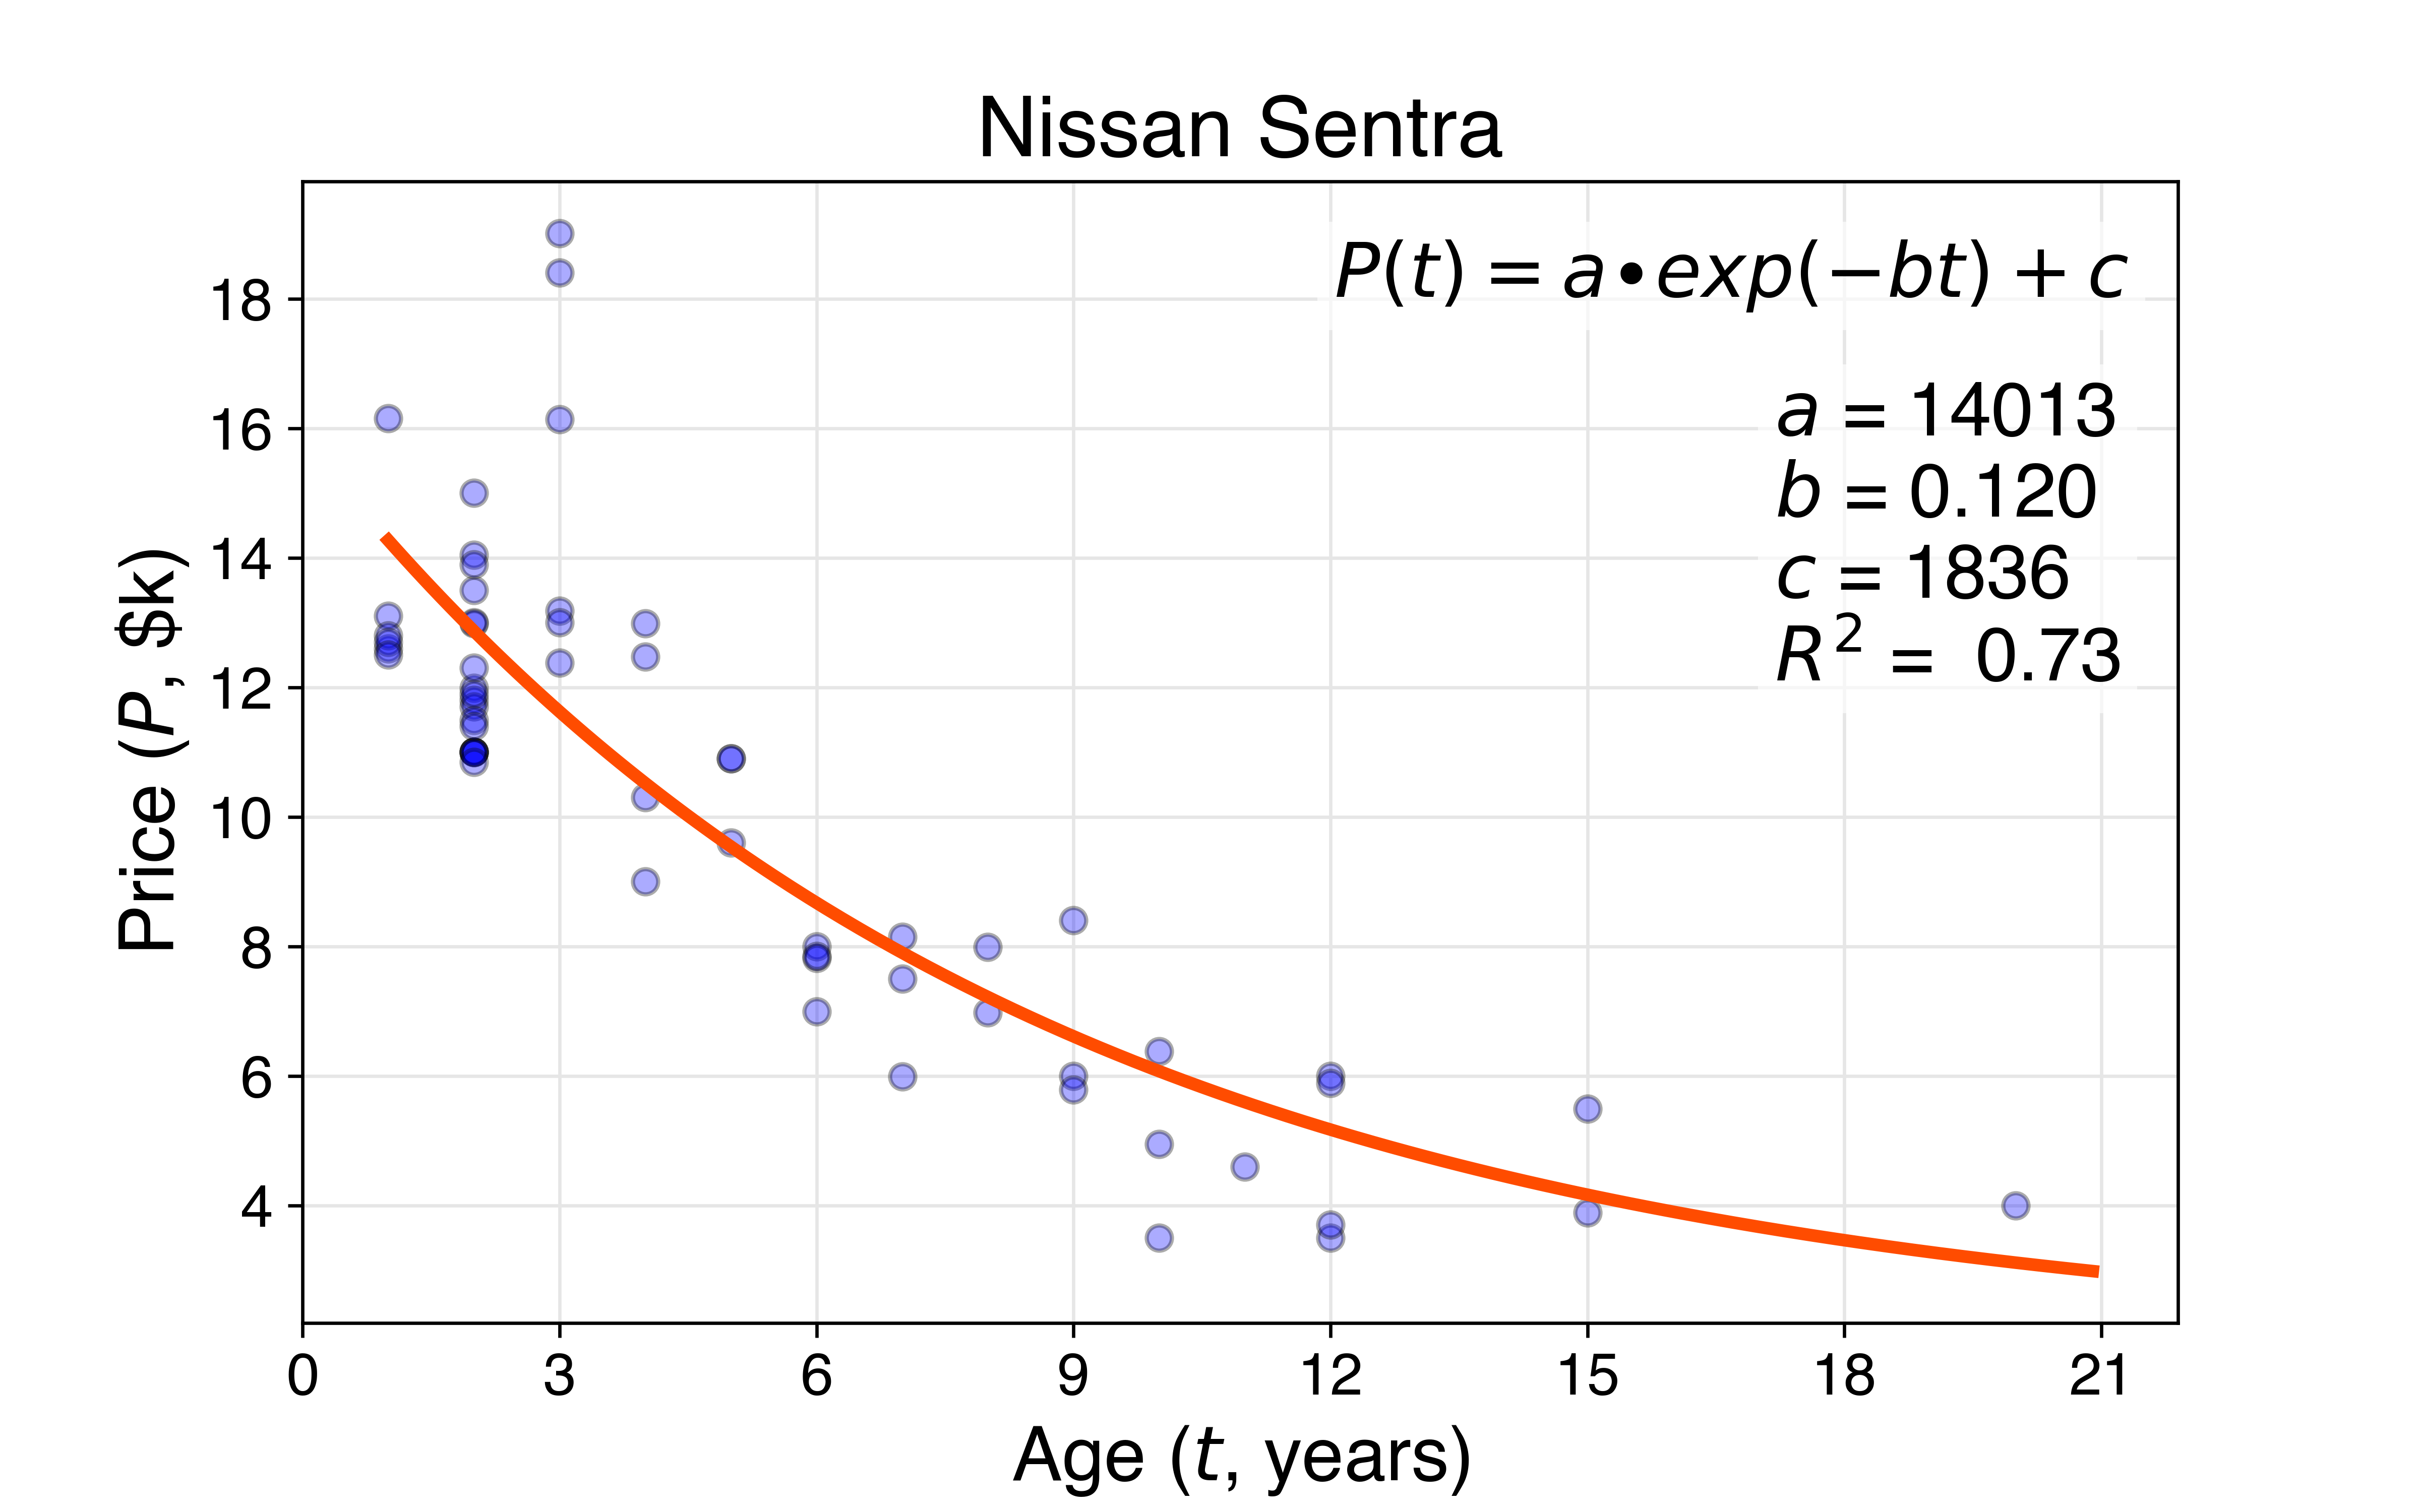 Nissan Sentra
P(t) = a•exp(−bt) + c
a = 14013
b = 0.120
c = 1836
R² = 0.73
Price (P, $k)
18
16
14
12
10
8
6
4
0 3 6 9 12 15 18 21
Age (t, years)